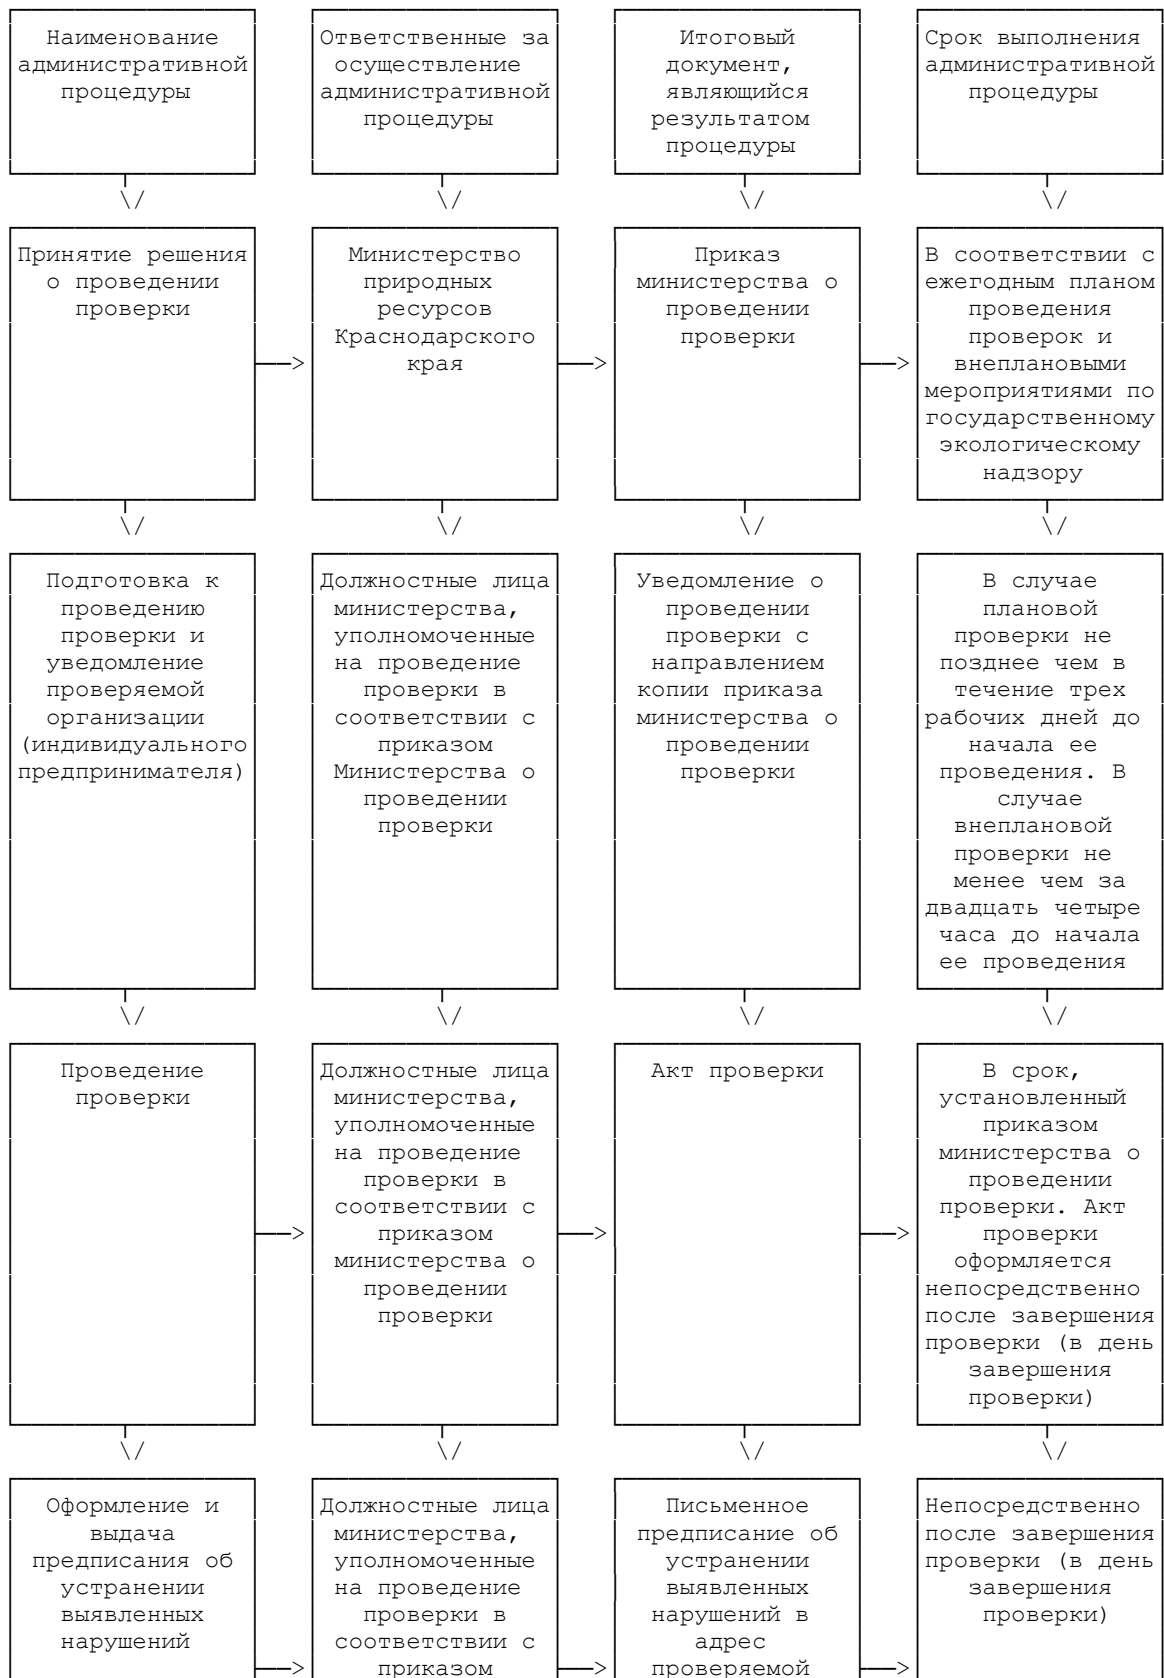 Наименование
административной
процедуры
Ответственные за
осуществление
административной
процедуры
Итоговый
документ,
являющийся
результатом
процедуры
Срок выполнения
административной
процедуры
\/ \/ \/ \/
Принятие решения
о проведении
проверки
──>
Министерство
природных
ресурсов
Краснодарского
края
──>
Приказ
министерства о
проведении
проверки
──>
В соответствии с
ежегодным планом
проведения
проверок и
внеплановыми
мероприятиями по
государственному
экологическому
надзору
\/ \/ \/ \/
Подготовка к
проведению
проверки и
уведомление
проверяемой
организации
(индивидуального
предпринимателя)
Должностные лица
министерства,
уполномоченные
на проведение
проверки в
соответствии с
приказом
Министерства о
проведении
проверки
Уведомление о
проведении
проверки с
направлением
копии приказа
министерства о
проведении
проверки
В случае
плановой
проверки не
позднее чем в
течение трех
рабочих дней до
начала ее
проведения. В
случае
внеплановой
проверки не
менее чем за
двадцать четыре
часа до начала
ее проведения
\/ \/ \/ \/
Проведение
проверки
──>
Должностные лица
министерства,
уполномоченные
на проведение
проверки в
соответствии с
приказом
министерства о
проведении
проверки
──>
Акт проверки
──>
В срок,
установленный
приказом
министерства о
проведении
проверки. Акт
проверки
оформляется
непосредственно
после завершения
проверки (в день
завершения
проверки)
\/ \/ \/ \/
Оформление и
выдача
предписания об
устранении
выявленных
нарушений
──>
Должностные лица
министерства,
уполномоченные
на проведение
проверки в
соответствии с
приказом
──>
Письменное
предписание об
устранении
выявленных
нарушений в
адрес
проверяемой
──>
Непосредственно
после завершения
проверки (в день
завершения
проверки)